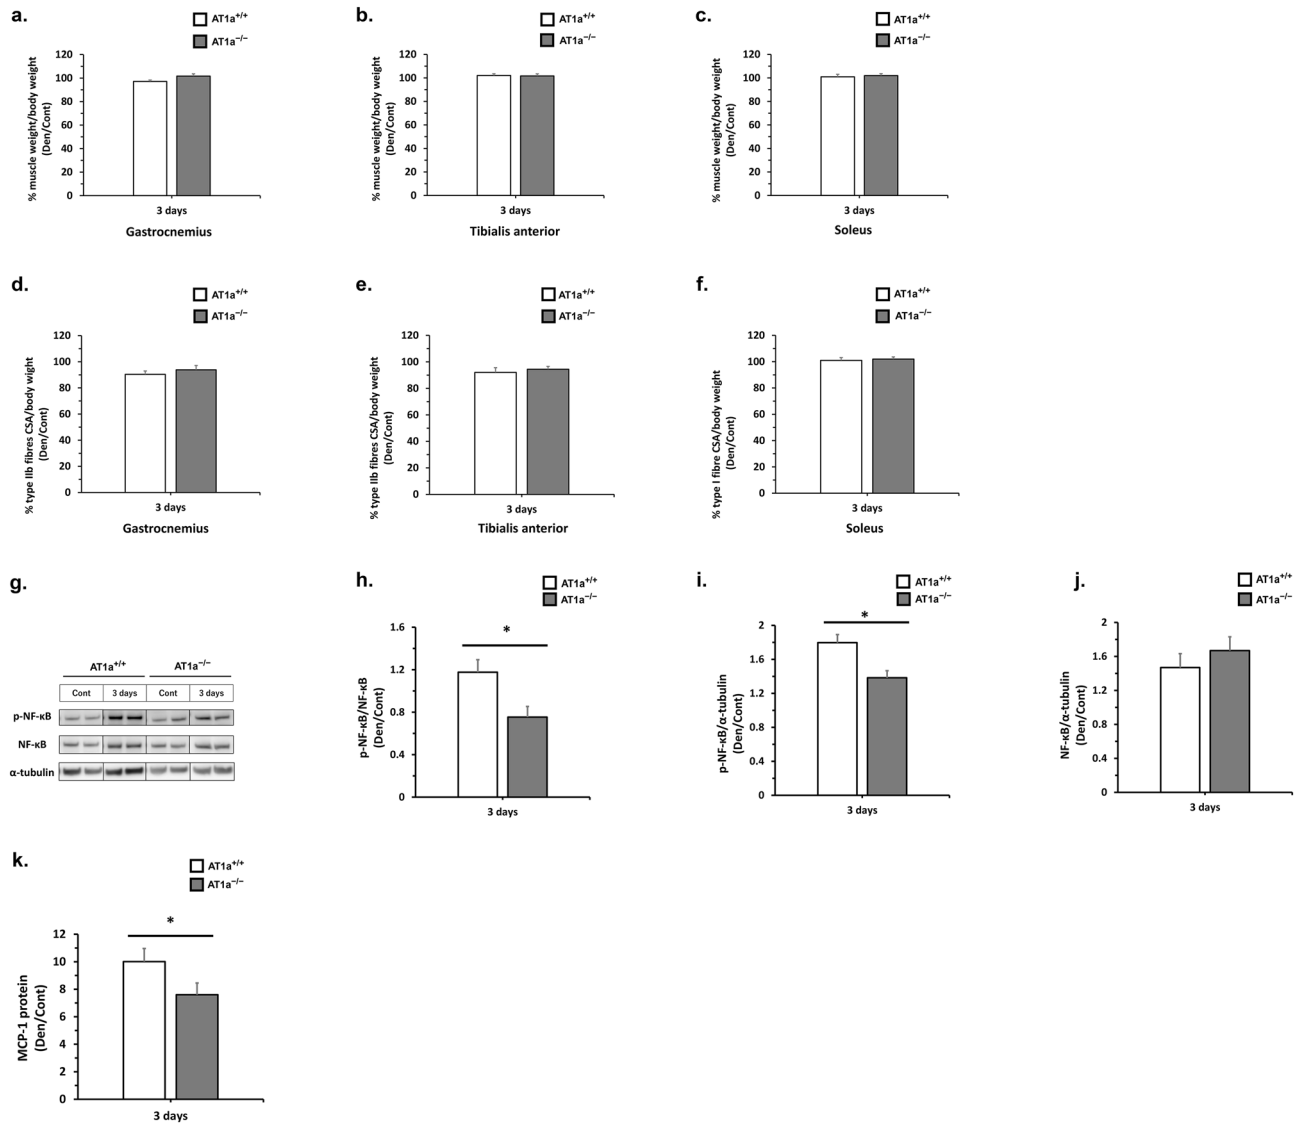 a.
AT1a+/+
AT1a−/−
% muscle weight/body weight
(Den/Cont)
120
100
80
60
40
20
0
3 days
Gastrocnemius
b.
AT1a+/+
AT1a−/−
% muscle weight/body weight
(Den/Cont)
120
100
80
60
40
20
0
3 days
Tibialis anterior
c.
AT1a+/+
AT1a−/−
% muscle weight/body weight
(Den/Cont)
120
100
80
60
40
20
0
3 days
Soleus
d.
AT1a+/+
AT1a−/−
% type IIb fibres CSA/body wight
(Den/Cont)
120
100
80
60
40
20
0
3 days
Gastrocnemius
e.
AT1a+/+
AT1a−/−
% type IIb fibres CSA/body weight
(Den/Cont)
120
100
80
60
40
20
0
3 days
Tibialis anterior
f.
AT1a+/+
AT1a−/−
% type I fibre CSA/body weight
(Den/Cont)
120
100
80
60
40
20
0
3 days
Soleus
g.
AT1a+/+ AT1a−/−
Cont 3 days Cont 3 days
p-NF-κB
NF-κB
α-tubulin
h.
AT1a+/+
AT1a−/−
p-NF-κB/NF-κB
(Den/Cont)
1.6
1.2
0.8
0.4
0
*
3 days
i.
AT1a+/+
AT1a−/−
p-NF-κB/α-tubulin
(Den/Cont)
2
1.6
1.2
0.8
0.4
0
*
3 days
j.
AT1a+/+
AT1a−/−
NF-κB/α-tubulin
(Den/Cont)
2
1.6
1.2
0.8
0.4
0
3 days
k.
AT1a+/+
AT1a−/−
MCP-1 protein
(Den/Cont)
12
10
8
6
4
2
0
*
3 days